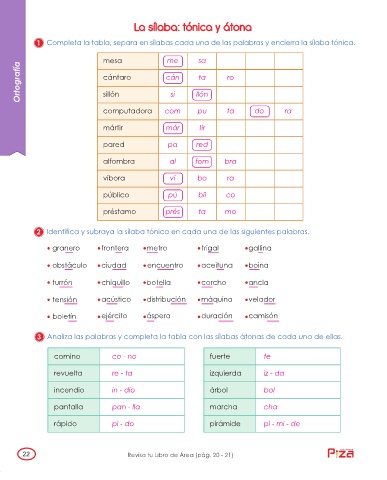 La sílaba: tónica y átona
1 Completa la tabla, separa en sílabas cada una de las palabras y encierra la sílaba tónica.
Ortografía
mesa me sa
cántaro cán ta ro
sillón si llón
computadora com pu ta do ra
mártir már tir
pared pa red
alfombra al fom bra
víbora ví bo ra
público pú bli co
préstamo prés ta mo
2 Identifica y subraya la sílaba tónica en cada una de las siguientes palabras.
• granero • frontera • metro • trigal • gallina
• obstáculo • ciudad • encuentro • aceituna • boina
• turrón • chiquillo • botella • corcho • ancla
• tensión • acústico • distribución • máquina • velador
• boletín • ejército • áspera • duración • camisón
3 Analiza las palabras y completa la tabla con las sílabas átonas de cada uno de ellas.
comino co - no fuerte te
revuelta re - ta izquierda iz - da
incendio in - dio árbol bol
pantalla pan - lla marcha cha
rápido pi - do pirámide pi - mi - de
22 Revisa tu Libro de Área (pág. 20 - 21)